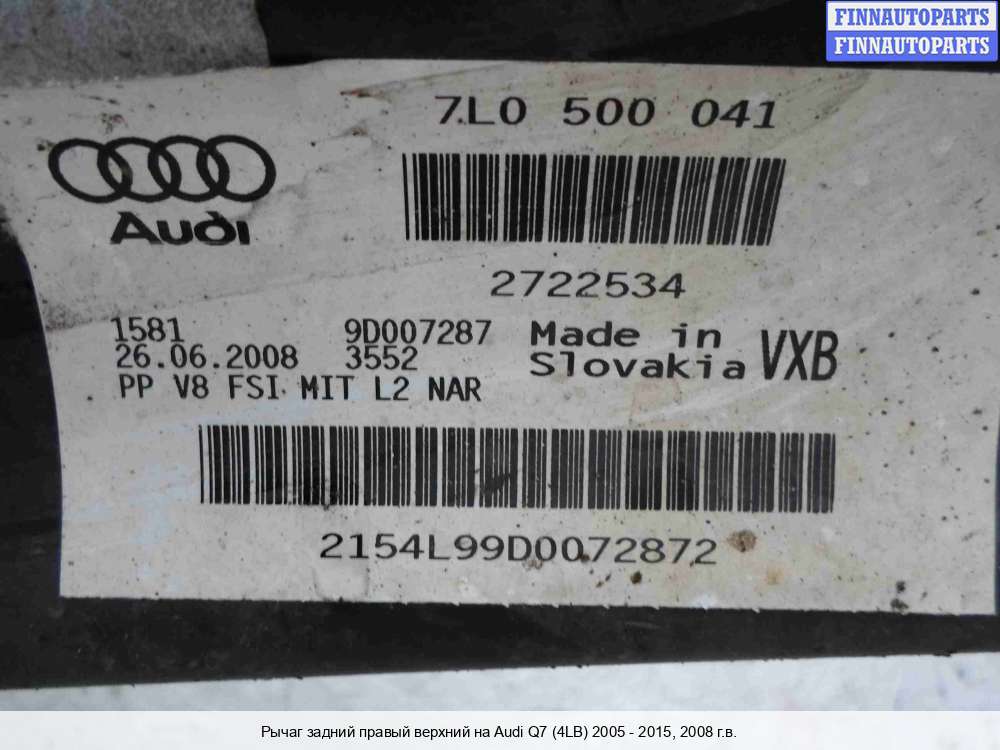 FINNAUTOPARTS
FINNAUTOPARTS
7L0 500 041
Audi
2722534
1581 9D007287 Made in VXB
26.06.2008 3552 Slovakia
PP V8 FSI MIT L2 NAR
2154L99D0072872
Рычаг задний правый верхний на Audi Q7 (4LB) 2005 - 2015, 2008 г.в.